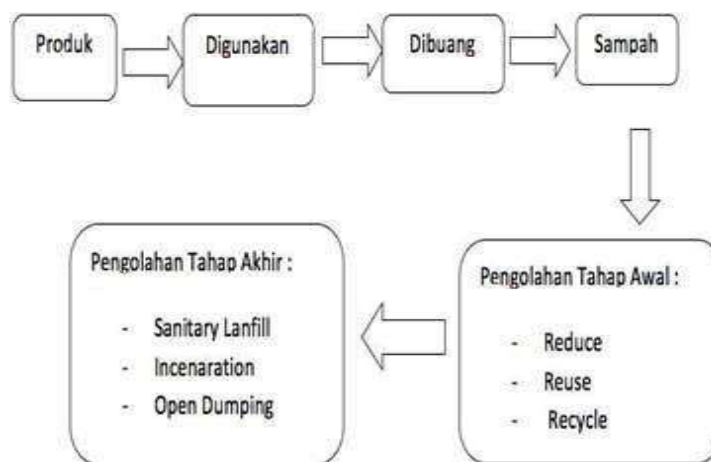 Produk
Digunakan
Dibuang
Sampah
Pengolahan Tahap Awal :
- Reduce
- Reuse
- Recycle
Pengolahan Tahap Akhir :
- Sanitary Lanfill
- Incenaration
- Open Dumping